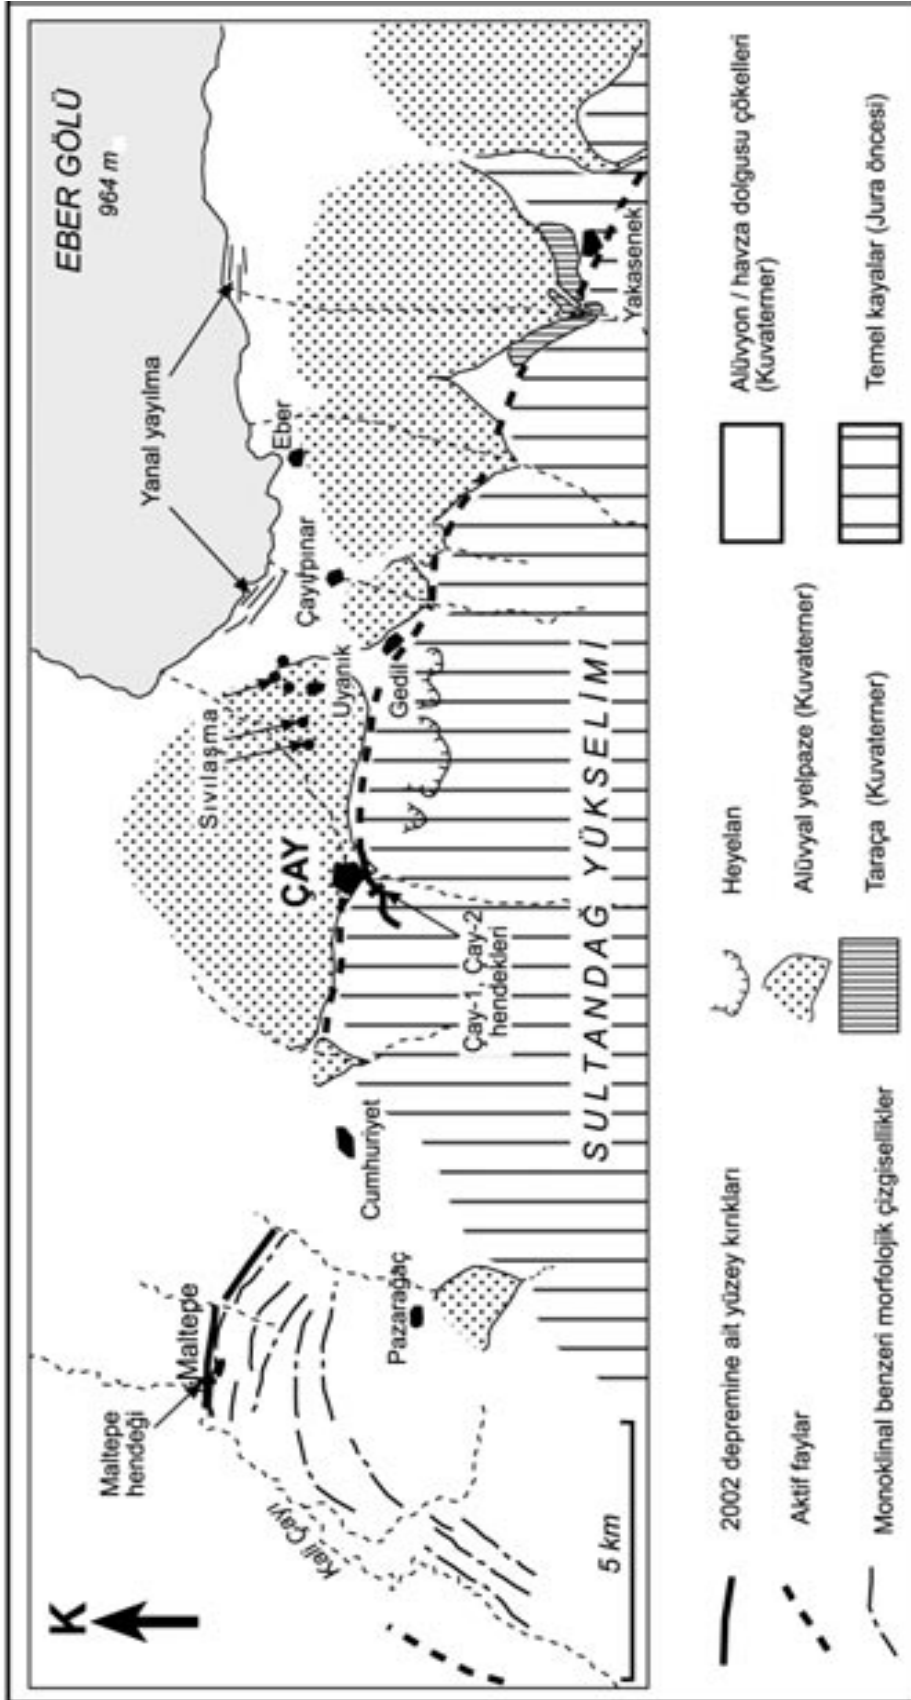 K
EBER GÖLÜ
964 m
Yanal yayılma
Eber
Çayıpınar
Sıvılaşma
Uyanık
Gedil
Yakasenek
ÇAY
Çay-1, Çay-2
hendekleri
Cumhuriyet
Pazarağaç
Maltepe
Maltepe
hendeği
Kali Çayı
SULTANDAĞ YÜKSELİMİ
5 km
2002 depremine ait yüzey kırıkları
Aktif faylar
Monoklinal benzeri morfolojik çizgisellikler
Heyelan
Alüvyal yelpaze (Kuvaterner)
Taraça (Kuvaterner)
Alüvyon / havza dolgusu çökelleri
(Kuvaterner)
Temel kayalar (Jura öncesi)